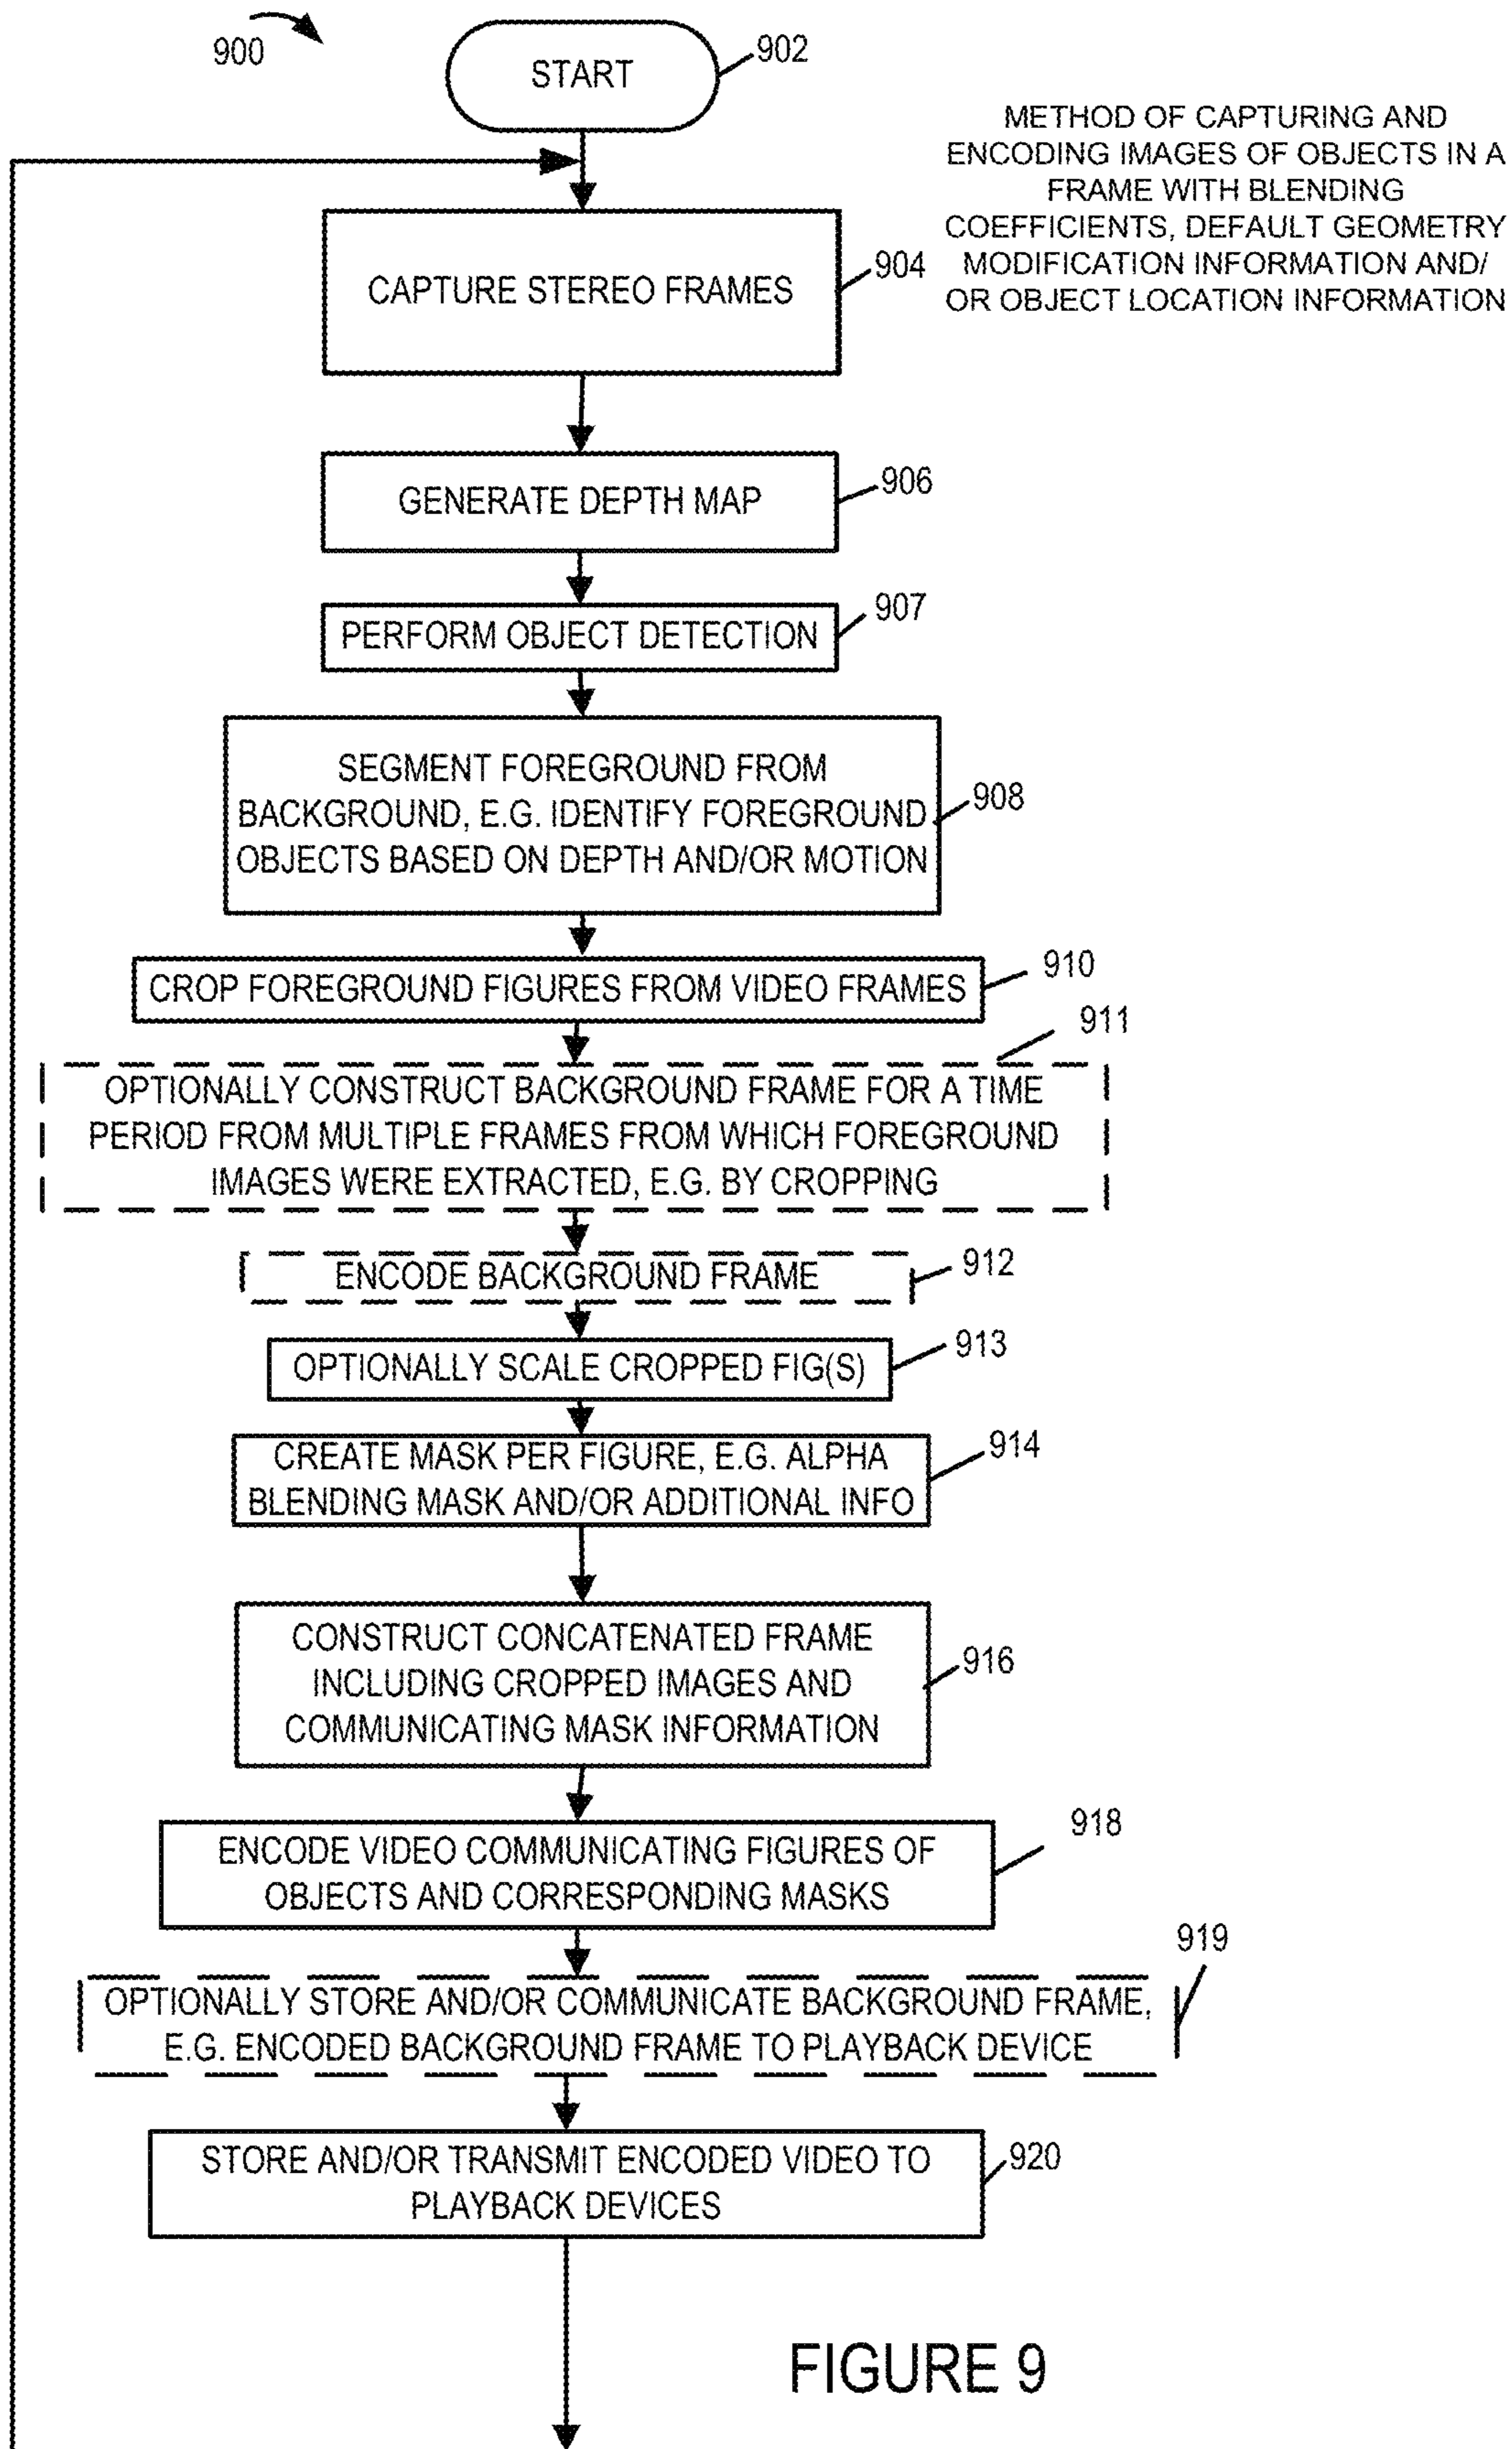 900
START
902
METHOD OF CAPTURING AND
ENCODING IMAGES OF OBJECTS IN A
FRAME WITH BLENDING
COEFFICIENTS, DEFAULT GEOMETRY
MODIFICATION INFORMATION AND/
OR OBJECT LOCATION INFORMATION
CAPTURE STEREO FRAMES
904
GENERATE DEPTH MAP
906
PERFORM OBJECT DETECTION
907
SEGMENT FOREGROUND FROM
BACKGROUND, E.G. IDENTIFY FOREGROUND
OBJECTS BASED ON DEPTH AND/OR MOTION
908
CROP FOREGROUND FIGURES FROM VIDEO FRAMES
910
911
OPTIONALLY CONSTRUCT BACKGROUND FRAME FOR A TIME
PERIOD FROM MULTIPLE FRAMES FROM WHICH FOREGROUND
IMAGES WERE EXTRACTED, E.G. BY CROPPING
ENCODE BACKGROUND FRAME
912
OPTIONALLY SCALE CROPPED FIG(S)
913
CREATE MASK PER FIGURE, E.G. ALPHA
BLENDING MASK AND/OR ADDITIONAL INFO
914
CONSTRUCT CONCATENATED FRAME
INCLUDING CROPPED IMAGES AND
COMMUNICATING MASK INFORMATION
916
ENCODE VIDEO COMMUNICATING FIGURES OF
OBJECTS AND CORRESPONDING MASKS
918
919
OPTIONALLY STORE AND/OR COMMUNICATE BACKGROUND FRAME,
E.G. ENCODED BACKGROUND FRAME TO PLAYBACK DEVICE
STORE AND/OR TRANSMIT ENCODED VIDEO TO
PLAYBACK DEVICES
920
FIGURE 9